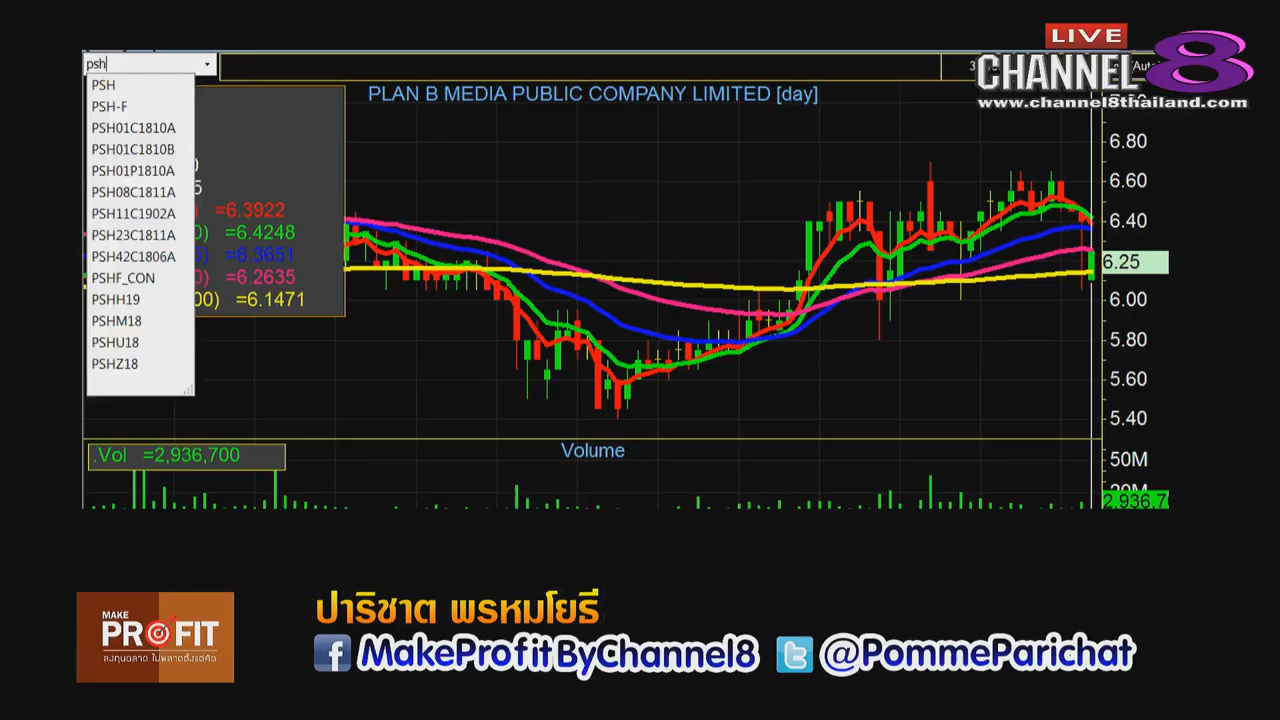 LIVE
CHANNEL 8
www.channel8thailand.com
psh
PSH
PSH-F
PSH01C1810A
PSH01C1810B
PSH01P1810A
PSH08C1811A
PSH11C1902A
PSH23C1811A
PSH42C1806A
PSHF_CON
PSHH19
PSHM18
PSHU18
PSHZ18
PLAN B MEDIA PUBLIC COMPANY LIMITED [day]
=6.3922
=6.4248
=6.3651
=6.2635
00) =6.1471
6.80
6.60
6.40
6.25
6.00
5.80
5.60
5.40
.Vol =2,936,700
Volume
50M
2,936,7
MAKE
PROFIT
ลงทุนฉลาด ไม่พลาดตั้งแต่คิด
ปาริชาต พรหมโยธี
MakeProfitByChannel8
@PommeParichat